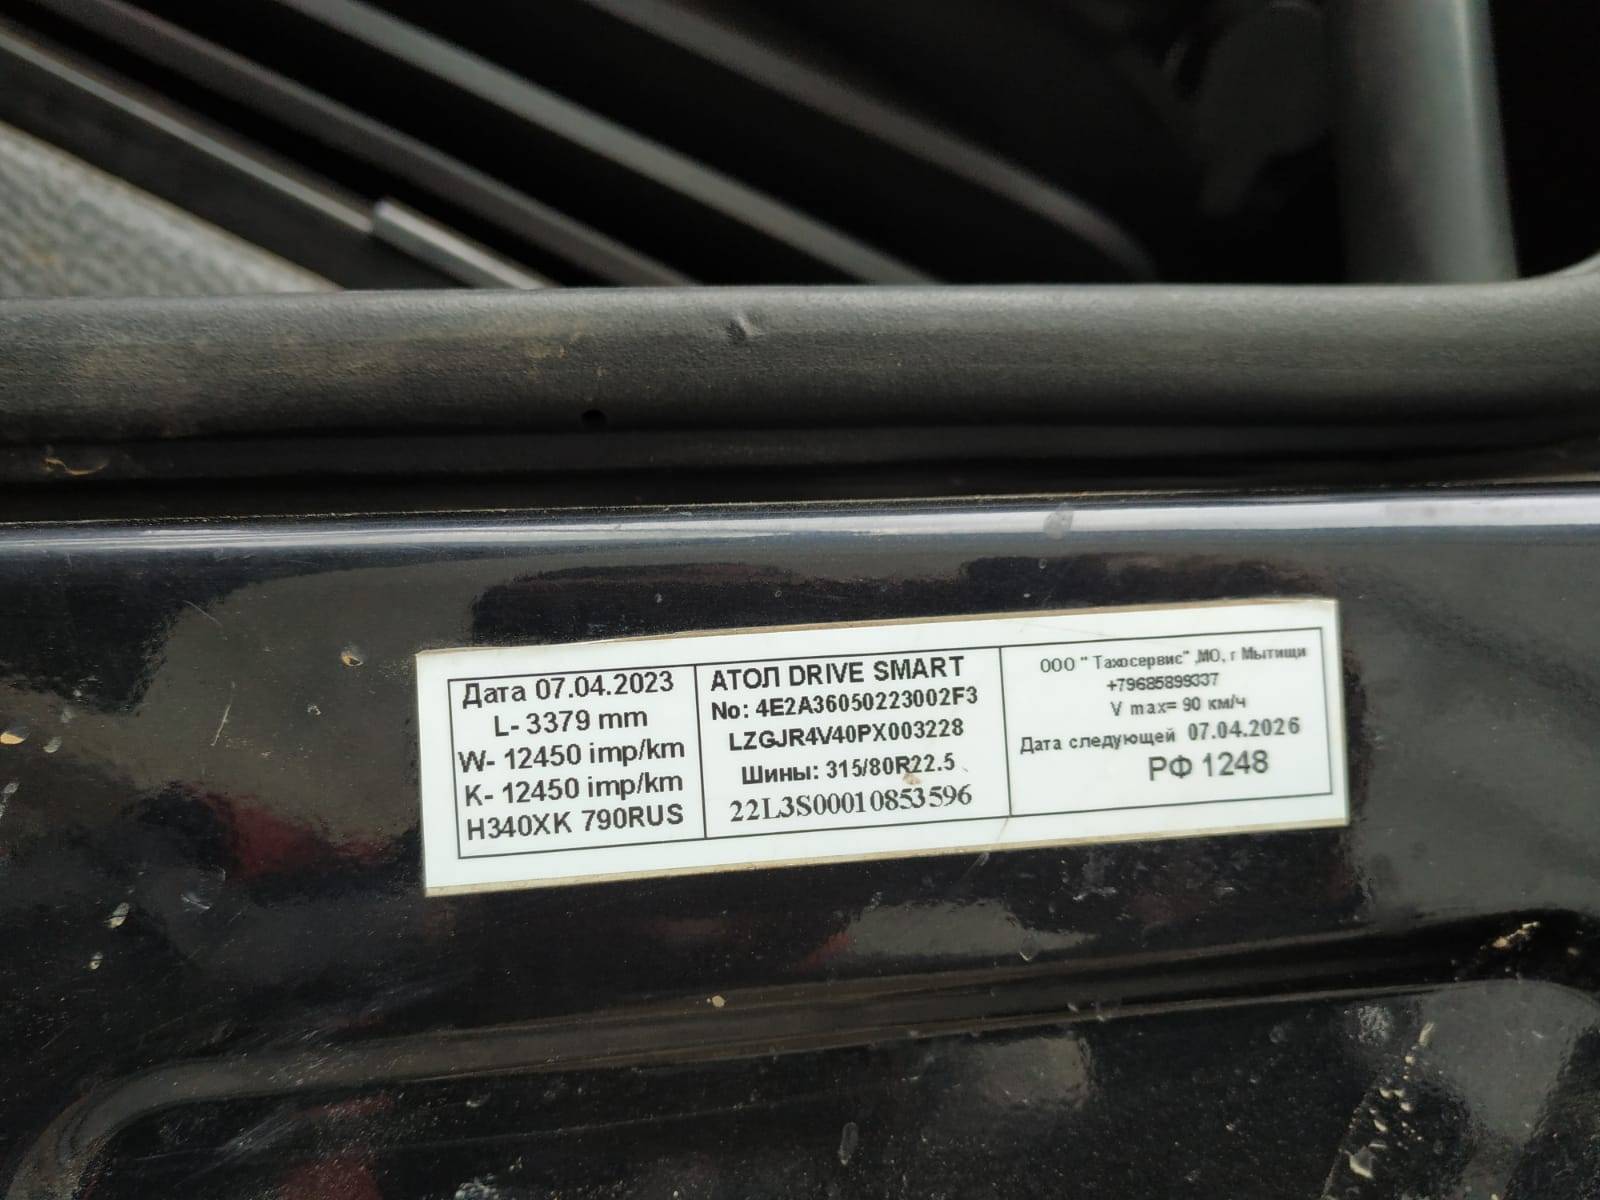 Дата 07.04.2023
L- 3379 mm
W- 12450 imp/km
K- 12450 imp/km
H340XK 790RUS
АТОЛ DRIVE SMART
No: 4E2A36050223002F3
LZGJR4V40PX003228
Шины: 315/80R22.5
22L3S00010853596
ООО " Тахосервис" ,МО, г Мытищи
+79685899337
V max= 90 км/ч
Дата следующей 07.04.2026
РФ 1248